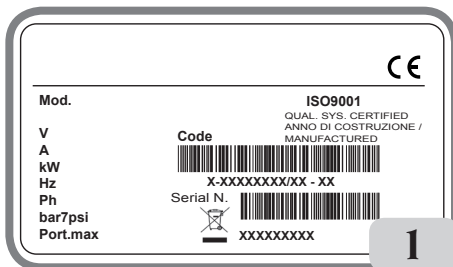 CE
Mod.
ISO9001
QUAL. SYS. CERTIFIED
ANNO DI COSTRUZIONE /
MANUFACTURED
V
Code
A
kW
Hz
X-XXXXXXXX/XX - XX
Ph
Serial N.
bar7psi
Port.max
XXXXXXXXX
1